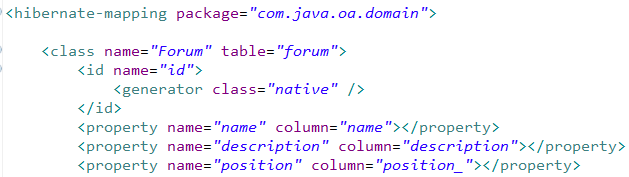 <hibernate-mapping package="com.java.oa.domain">
<class name="Forum" table="forum">
<id name="id">
<generator class="native" />
</id>
<property name="name" column="name"></property>
<property name="description" column="description"></property>
<property name="position" column="position_"></property>